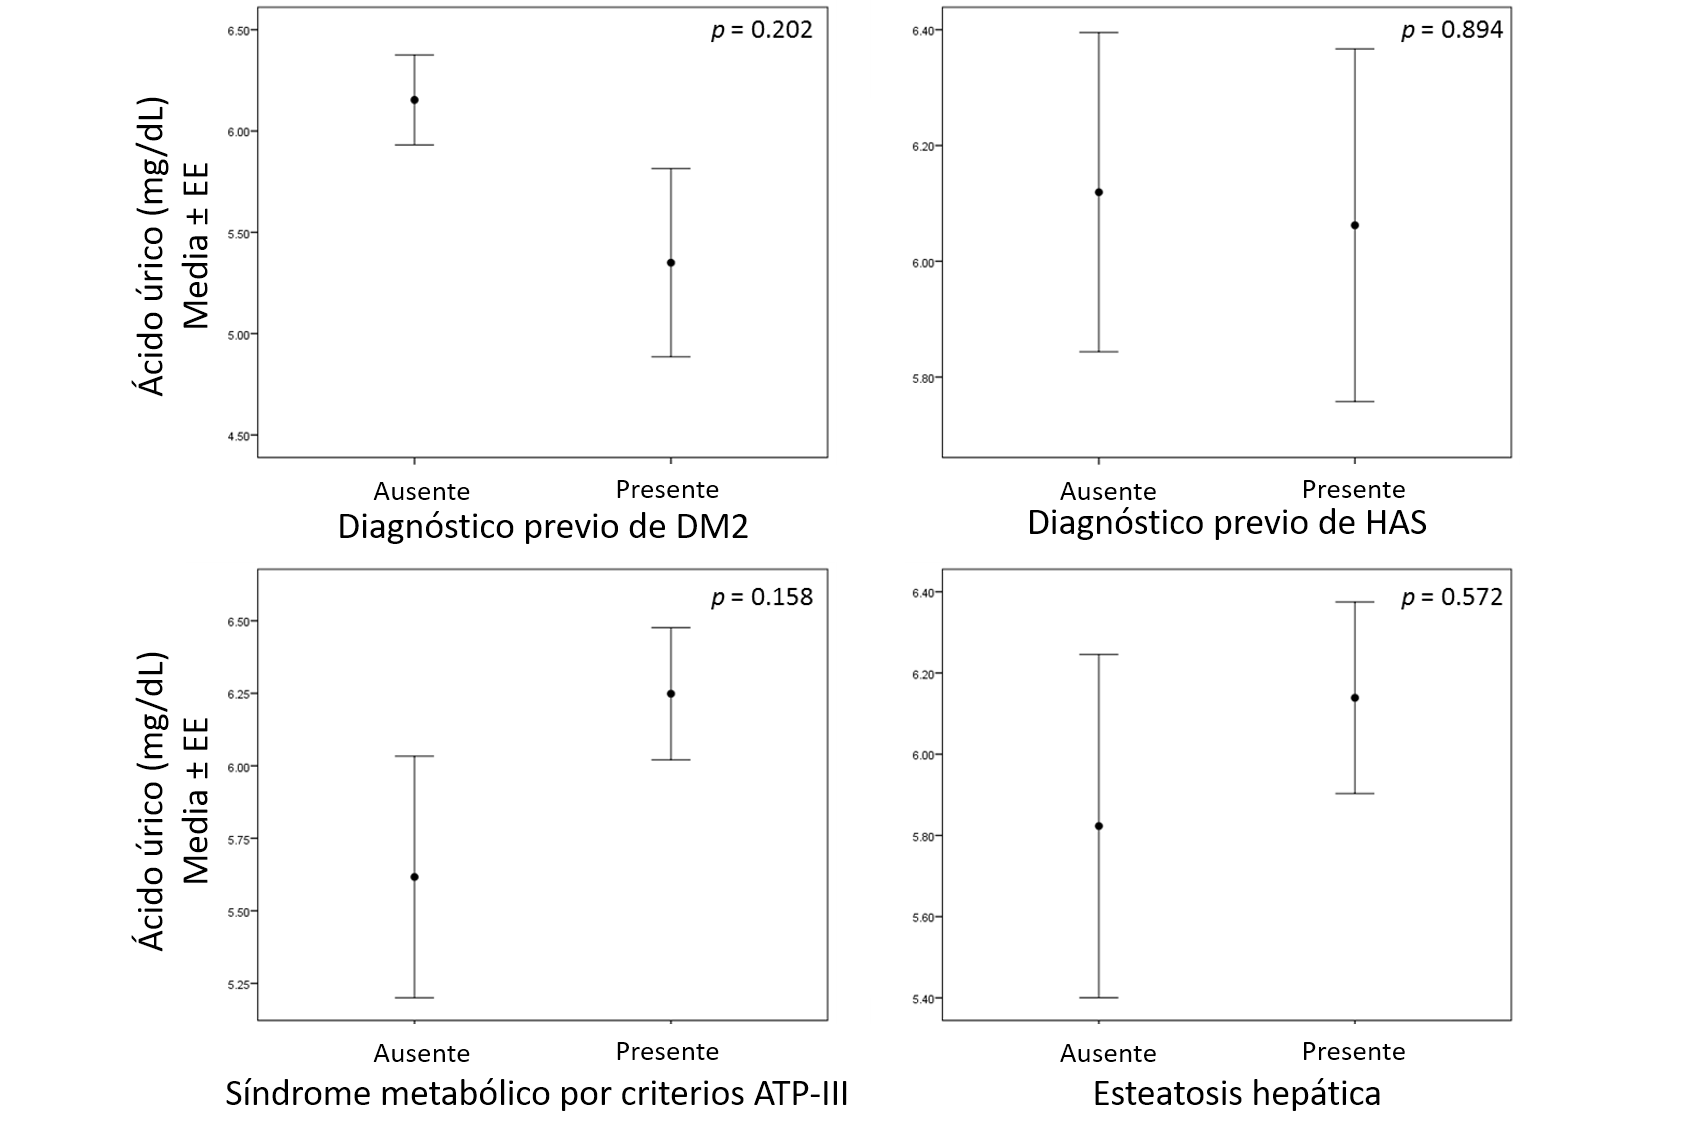 Ácido úrico (mg/dL)
Media ± EE
6.50
6.00
5.50
5.00
4.50
p = 0.202
Ausente
Presente
Diagnóstico previo de DM2
6.40
6.20
6.00
5.80
p = 0.894
Ausente
Presente
Diagnóstico previo de HAS
Ácido úrico (mg/dL)
Media ± EE
6.50
6.25
6.00
5.75
5.50
5.25
p = 0.158
Ausente
Presente
Síndrome metabólico por criterios ATP-III
6.40
6.20
6.00
5.80
5.60
5.40
p = 0.572
Ausente
Presente
Esteatosis hepática